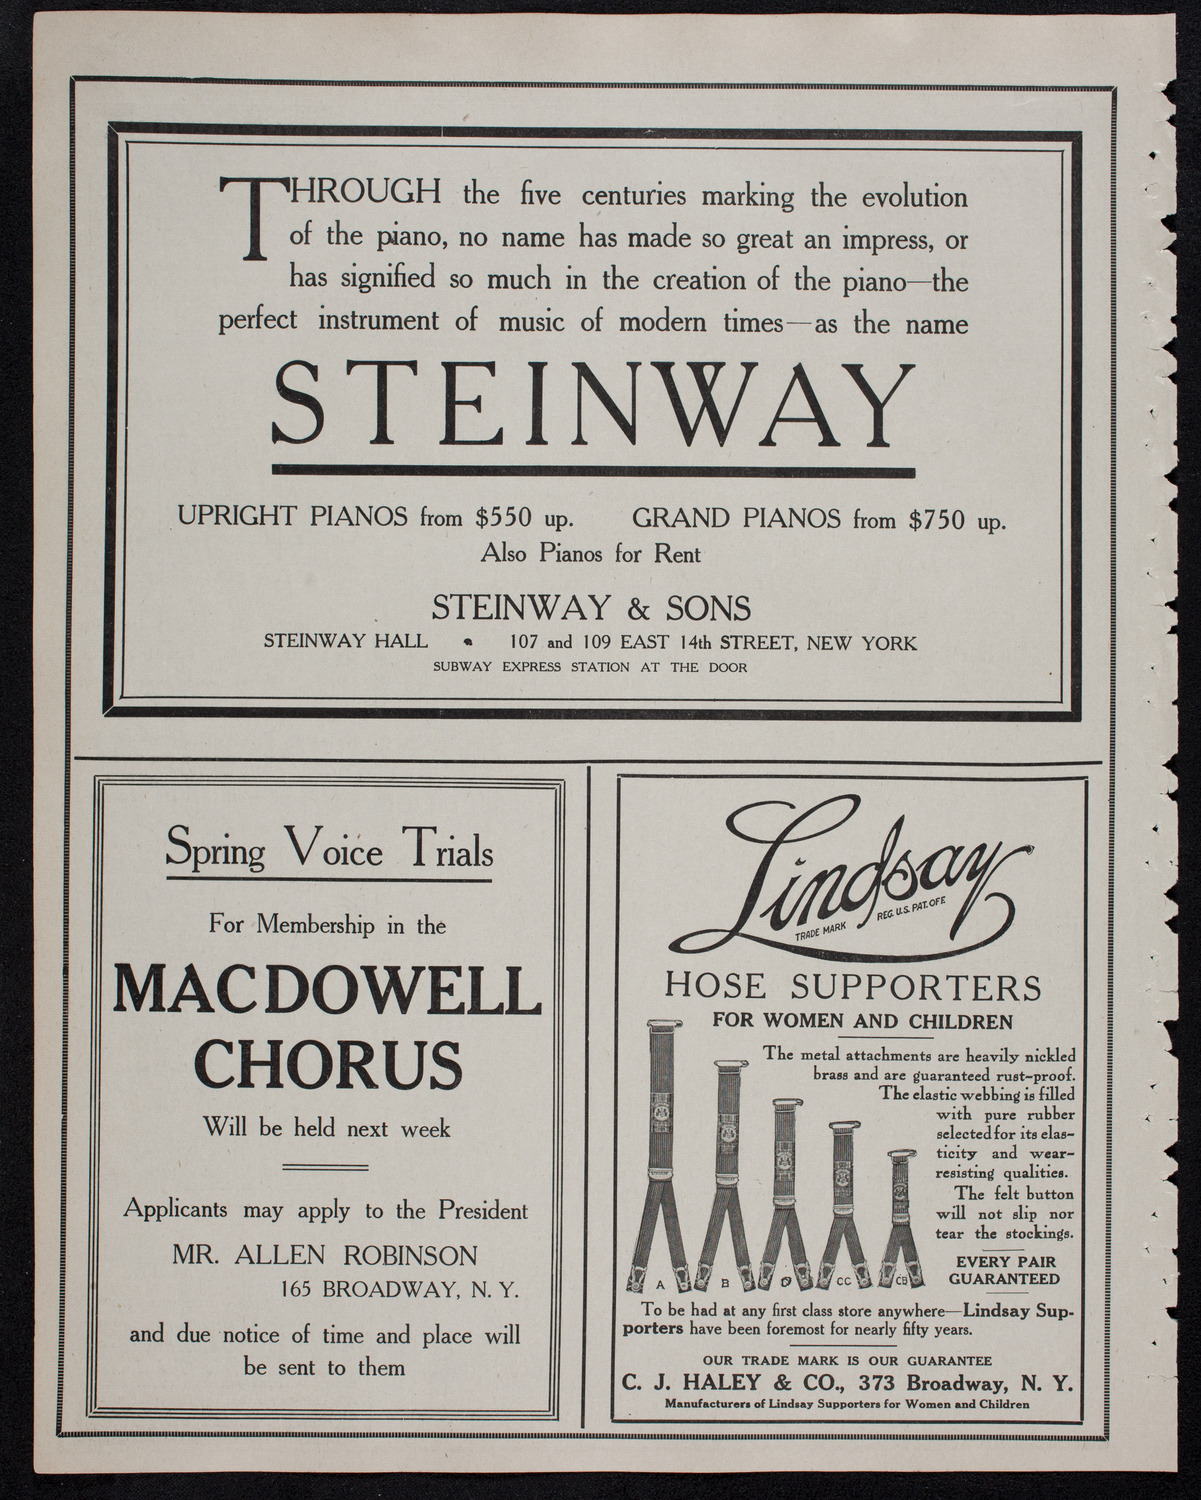 THROUGH the five centuries marking the evolution
of the piano, no name has made so great an impress, or
has signified so much in the creation of the piano—the
perfect instrument of music of modern times—as the name
STEINWAY
UPRIGHT PIANOS from $550 up. GRAND PIANOS from $750 up.
Also Pianos for Rent
STEINWAY & SONS
STEINWAY HALL • 107 and 109 EAST 14th STREET, NEW YORK
SUBWAY EXPRESS STATION AT THE DOOR
Spring Voice Trials
For Membership in the
MACDOWELL
CHORUS
Will be held next week
Applicants may apply to the President
MR. ALLEN ROBINSON
165 BROADWAY, N. Y.
and due notice of time and place will
be sent to them
Lindsay
TRADE MARK REG. U.S. PAT. OFF.
HOSE SUPPORTERS
FOR WOMEN AND CHILDREN
The metal attachments are heavily nickled
brass and are guaranteed rust-proof.
The elastic webbing is filled
with pure rubber
selected for its elas-
ticity and wear-
resisting qualities.
The felt button
will not slip nor
tear the stockings.
EVERY PAIR
GUARANTEED
A B D CC CB
To be had at any first class store anywhere—Lindsay Sup-
porters have been foremost for nearly fifty years.
OUR TRADE MARK IS OUR GUARANTEE
C. J. HALEY & CO., 373 Broadway, N. Y.
Manufacturers of Lindsay Supporters for Women and Children